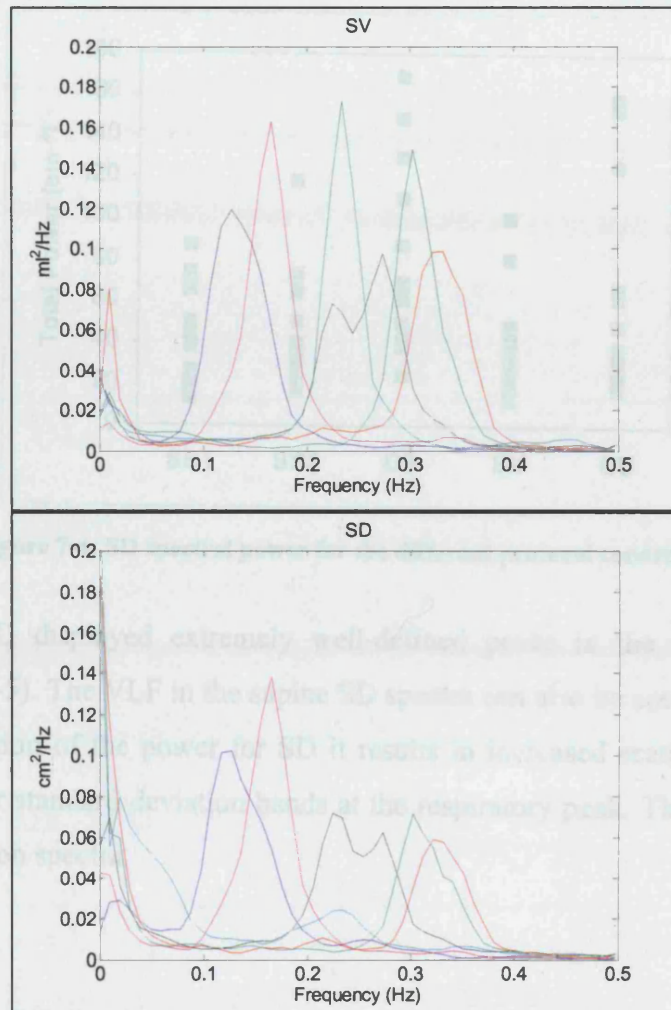 SV
0.2
0.18
0.16
0.14
0.12
0.1
0.08
0.06
0.04
0.02
0
ml²/Hz
0 0.1 0.2 0.3 0.4 0.5
Frequency (Hz)
SD
0.2
0.18
0.16
0.14
0.12
0.1
0.08
0.06
0.04
0.02
0
cm²/Hz
0 0.1 0.2 0.3 0.4 0.5
Frequency (Hz)
SD spectral power for the different protocol
displayed extremely well-defined peaks in the
The VLF in the supine SD spectra can also be
of the power for SD it results in increased
standard deviation bands at the respiratory peak.